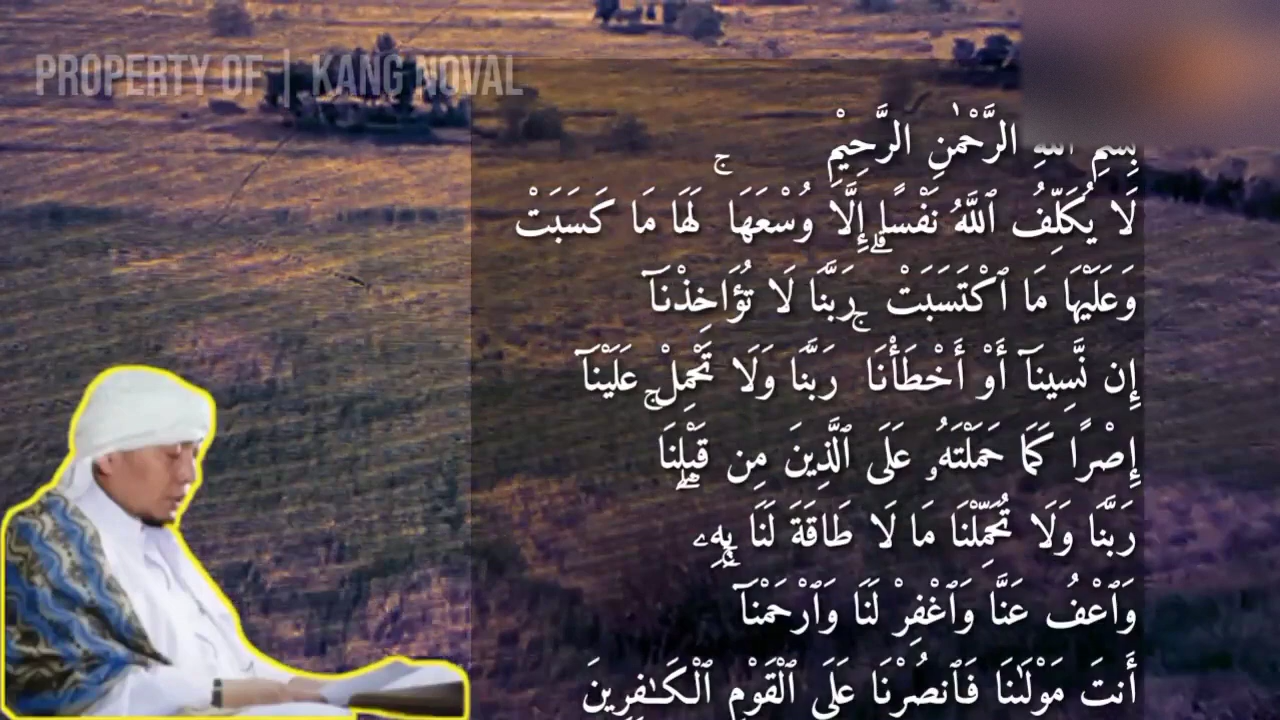 PROPERTY OF | KANG NOVAL
بِسْمِ اللهِ الرَّحْمٰنِ الرَّحِيْمِ
لَا يُكَلِّفُ ٱللَّهُ نَفْسًا إِلَّا وُسْعَهَا ۚ لَهَا مَا كَسَبَتْ
وَعَلَيْهَا مَا ٱكْتَسَبَتْ ۗ رَبَّنَا لَا تُؤَاخِذْنَآ
إِن نَّسِينَآ أَوْ أَخْطَأْنَا ۚ رَبَّنَا وَلَا تَحْمِلْ عَلَيْنَآ
إِصْرًا كَمَا حَمَلْتَهُۥ عَلَى ٱلَّذِينَ مِن قَبْلِنَا ۚ
رَبَّنَا وَلَا تُحَمِّلْنَا مَا لَا طَاقَةَ لَنَا بِهِۦ ۖ
وَٱعْفُ عَنَّا وَٱغْفِرْ لَنَا وَٱرْحَمْنَآ ۚ
أَنتَ مَوْلَىٰنَا فَٱنصُرْنَا عَلَى ٱلْقَوْمِ ٱلْكَـٰفِرِينَ